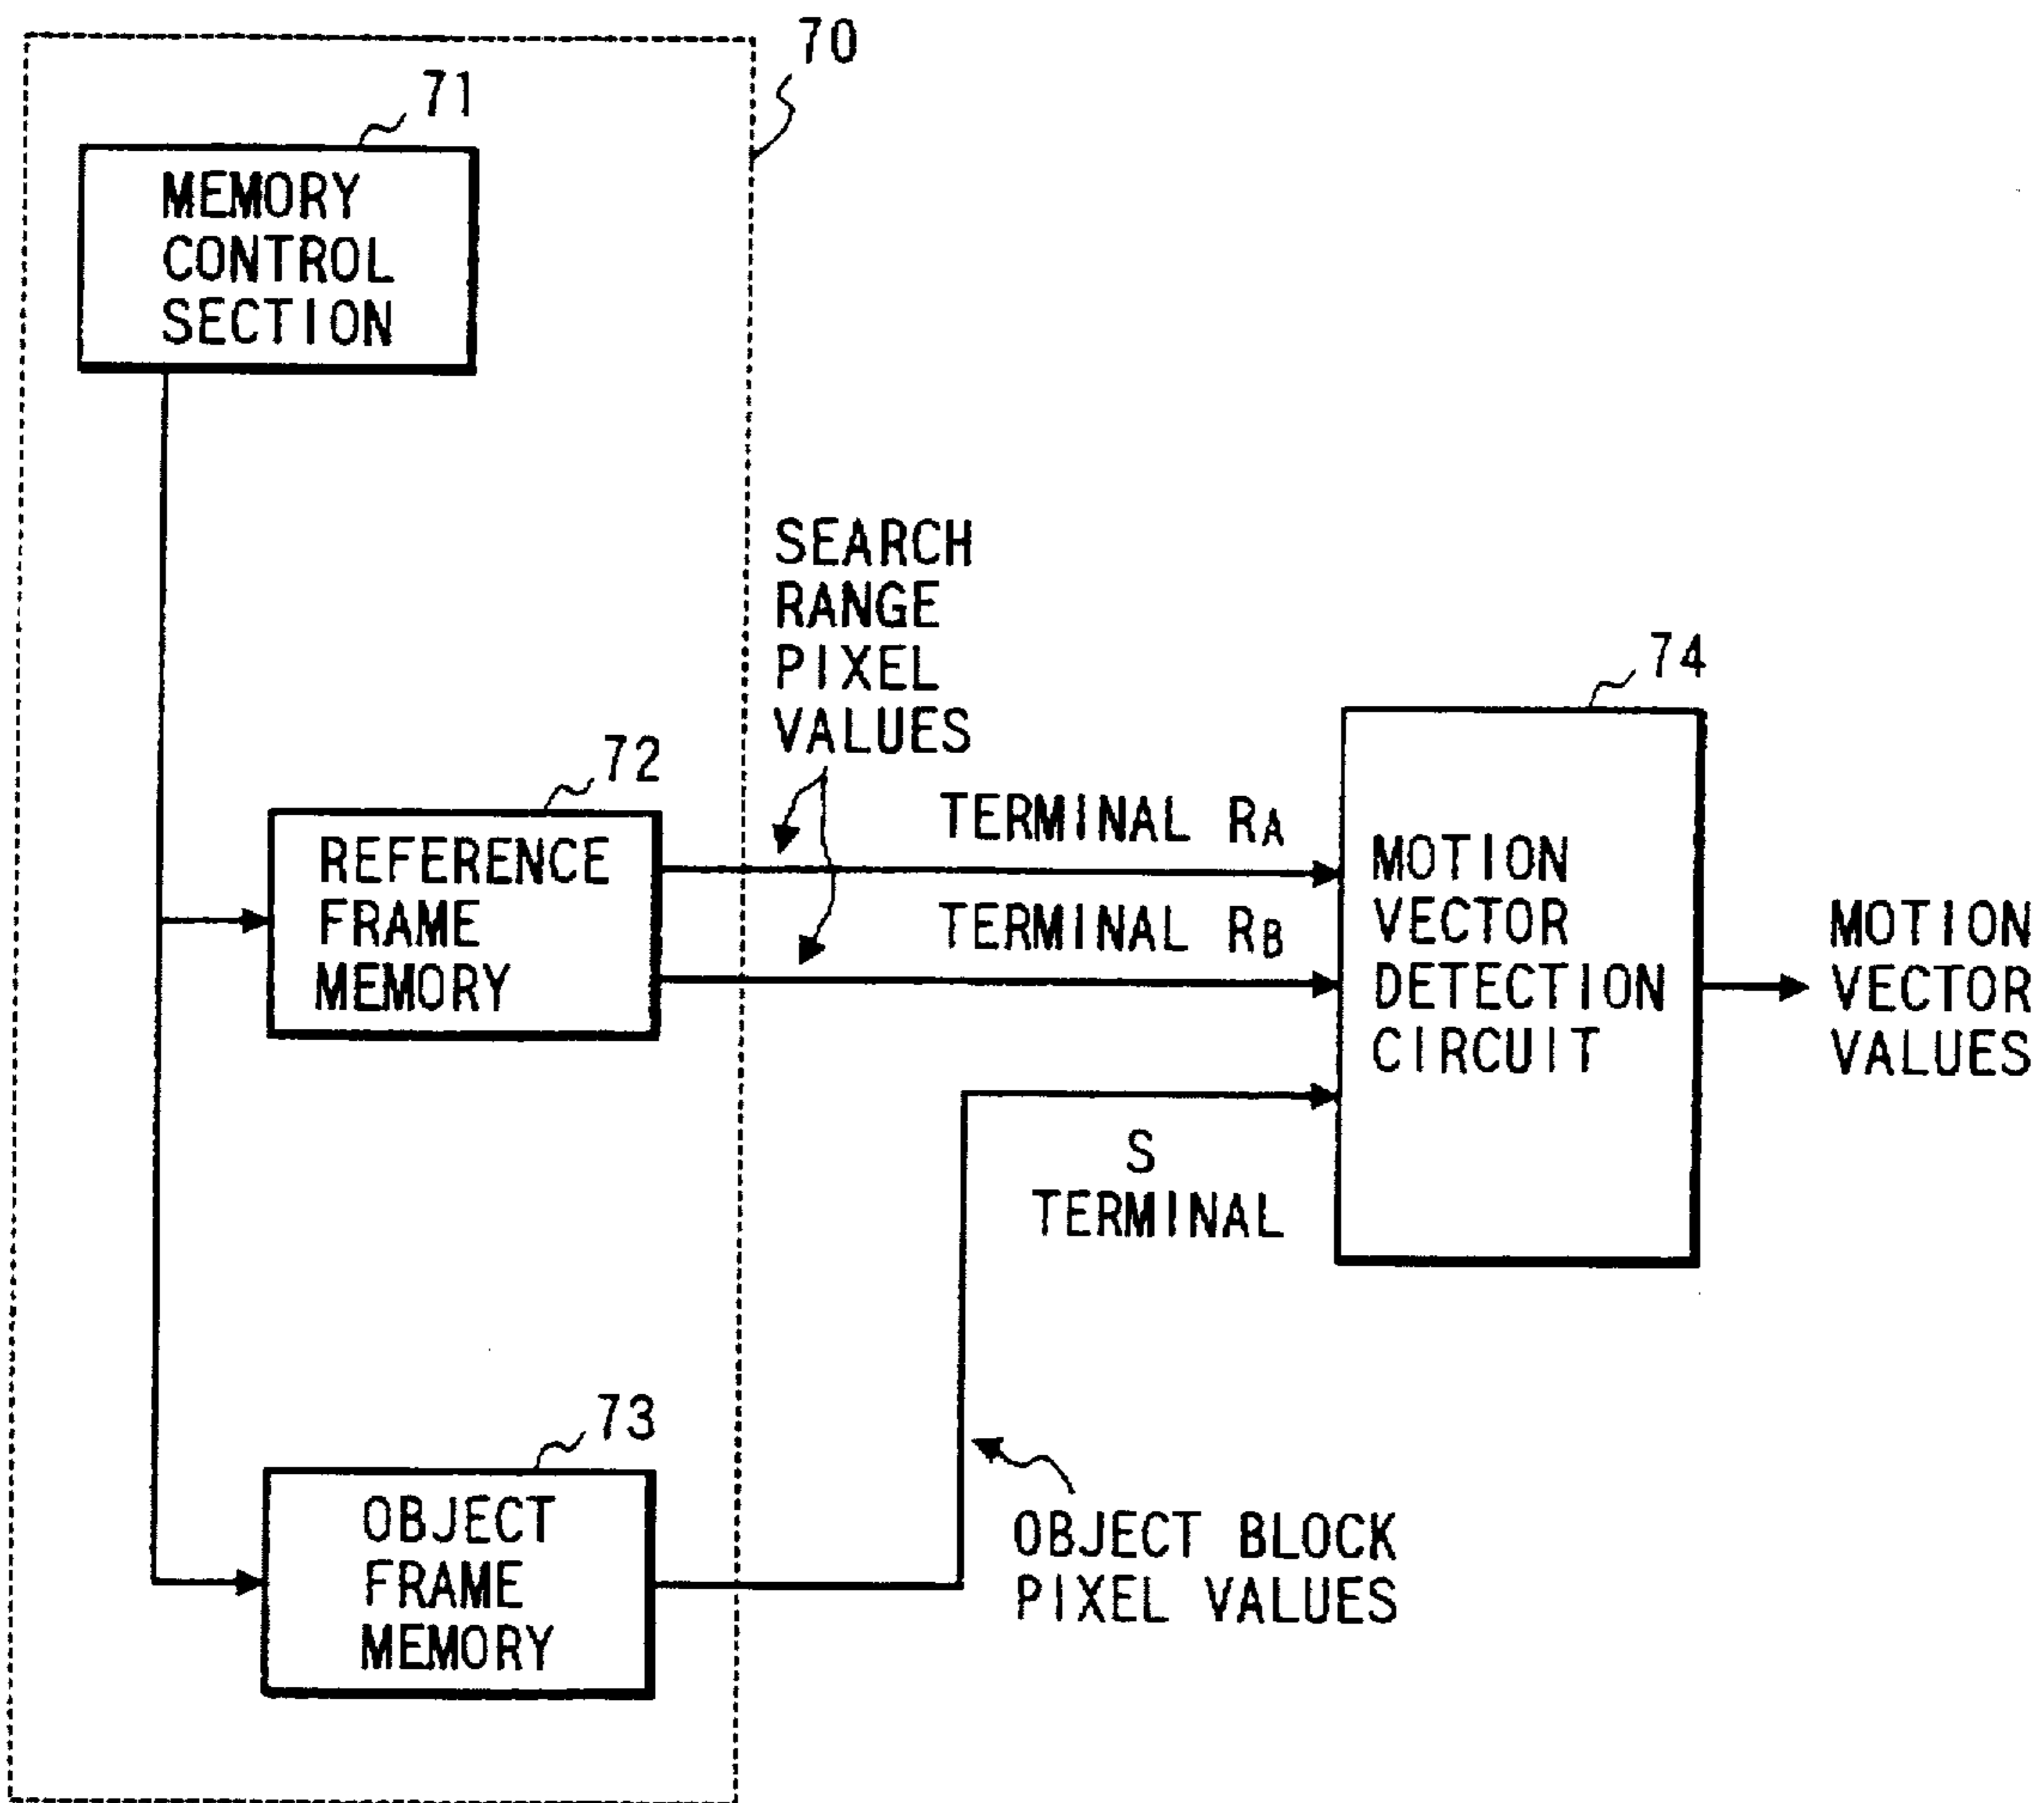 70
71
MEMORY
CONTROL
SECTION
SEARCH
RANGE
PIXEL
VALUES
74
72
REFERENCE
FRAME
MEMORY
TERMINAL RA
TERMINAL RB
MOTION
VECTOR
DETECTION
CIRCUIT
MOTION
VECTOR
VALUES
S
TERMINAL
73
OBJECT
FRAME
MEMORY
OBJECT BLOCK
PIXEL VALUES